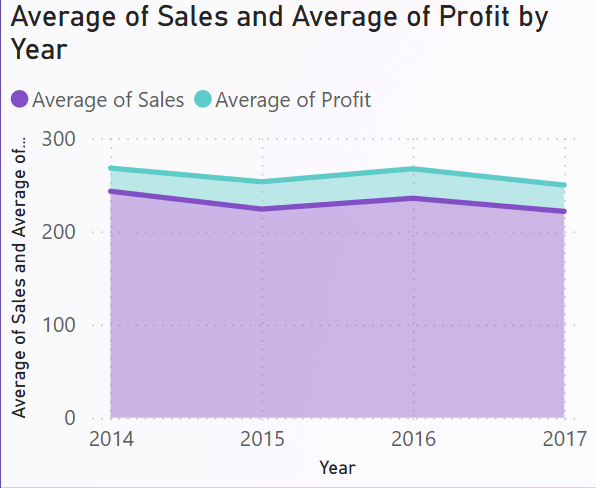 Average of Sales and Average of Profit by
Year
Average of Sales Average of Profit
Average of Sales and Average of...
300
200
100
0
2014 2015 2016 2017
Year